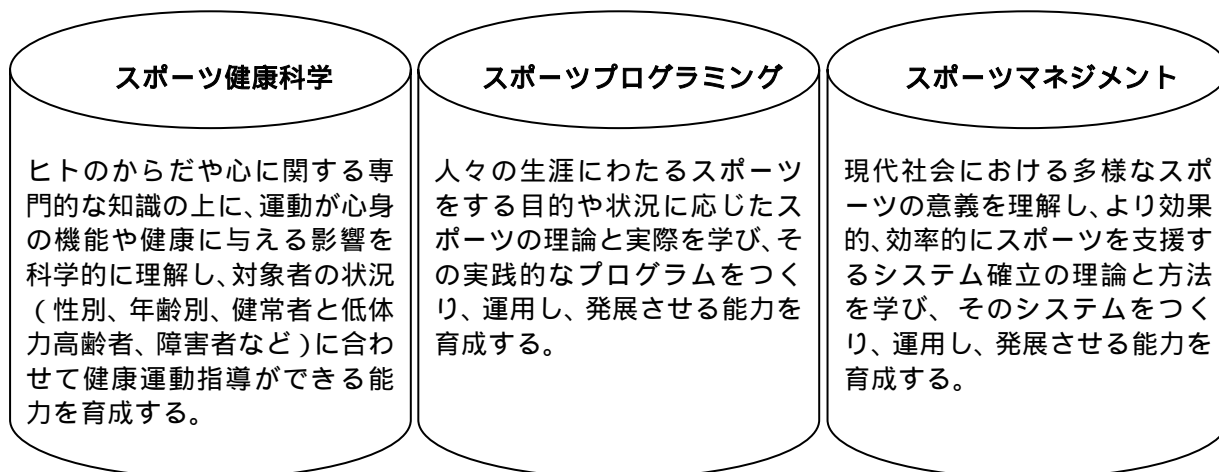 スポーツ健康科学
ヒトのからだや心に関する専
門的な知識の上に、運動が心身
の機能や健康に与える影響を
科学的に理解し、対象者の状況
(性別、年齢別、健常者と低体
力高齢者、障害者など)に合わ
せて健康運動指導ができる能
力を育成する。
スポーツプログラミング
人々の生涯にわたるスポーツ
をする目的や状況に応じたス
ポーツの理論と実際を学び、そ
の実践的なプログラムをつく
り、運用し、発展させる能力を
育成する。
スポーツマネジメント
現代社会における多様なスポ
ーツの意義を理解し、より効果
的、効率的にスポーツを支援す
るシステム確立の理論と方法
を学び、そのシステムをつく
り、運用し、発展させる能力を
育成する。